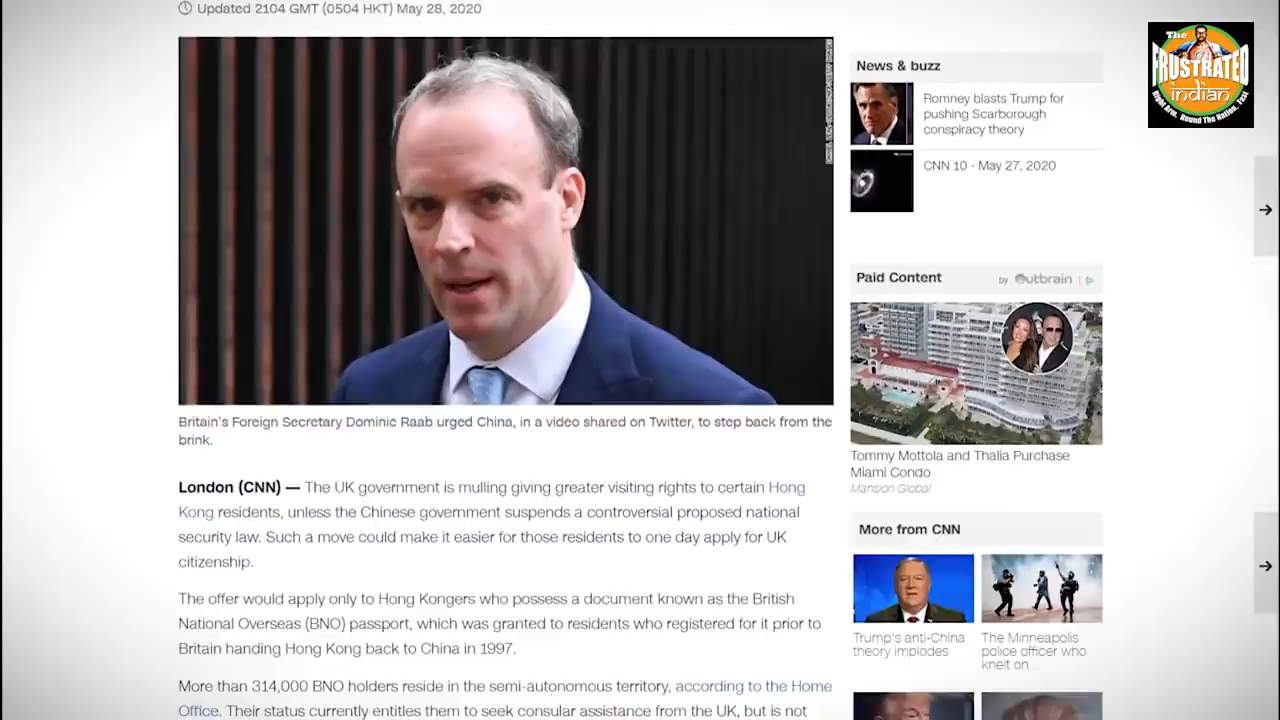 Updated 2104 GMT (0504 HKT) May 28, 2020
The
FRUSTRATED
indian
Right Arm, Round The Nation, Fast
News & buzz
Romney blasts Trump for
pushing Scarborough
conspiracy theory
CNN 10 - May 27, 2020
Paid Content
by Outbrain
Tommy Mottola and Thalia Purchase
Miami Condo
Mansion Global
More from CNN
Trump's anti-China
theory implodes
The Minneapolis
police officer who
knelt on...
Britain's Foreign Secretary Dominic Raab urged China, in a video shared on Twitter, to step back from the
brink.
London (CNN) — The UK government is mulling giving greater visiting rights to certain Hong
Kong residents, unless the Chinese government suspends a controversial proposed national
security law. Such a move could make it easier for those residents to one day apply for UK
citizenship.
The offer would apply only to Hong Kongers who possess a document known as the British
National Overseas (BNO) passport, which was granted to residents who registered for it prior to
Britain handing Hong Kong back to China in 1997.
More than 314,000 BNO holders reside in the semi-autonomous territory, according to the Home
Office. Their status currently entitles them to seek consular assistance from the UK, but is not